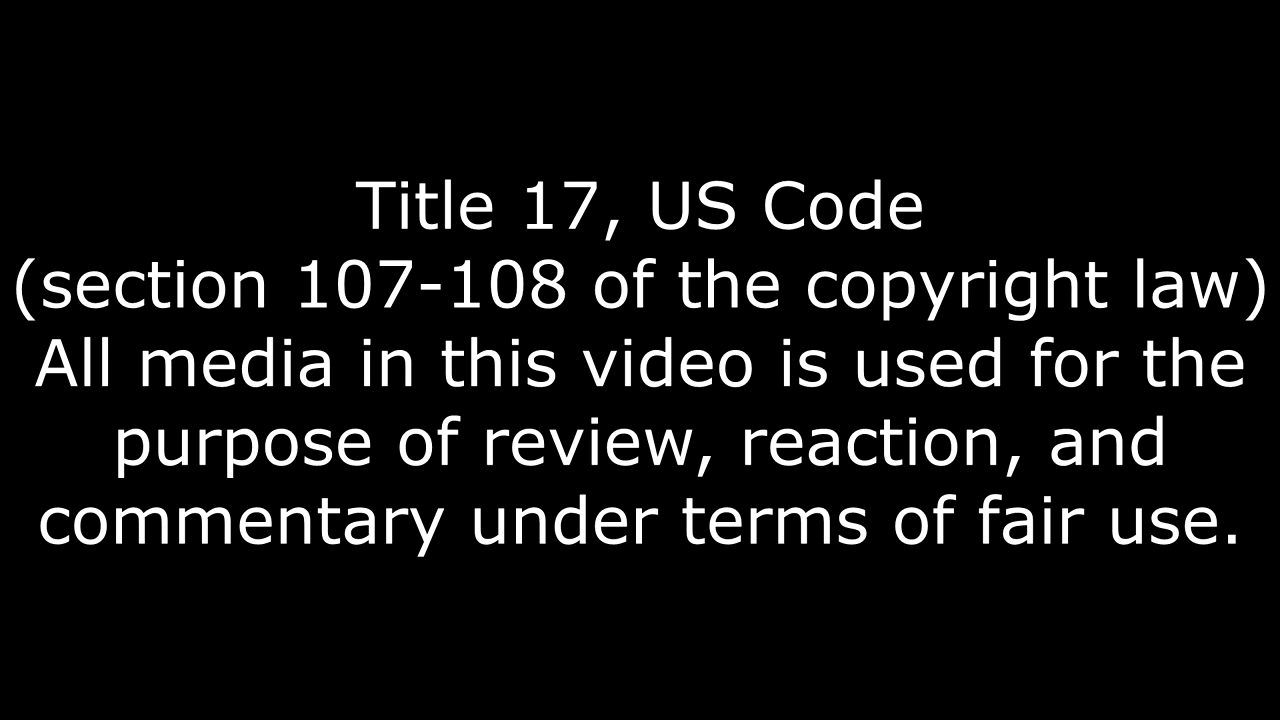 Title 17, US Code
(section 107-108 of the copyright law)
All media in this video is used for the
purpose of review, reaction, and
commentary under terms of fair use.